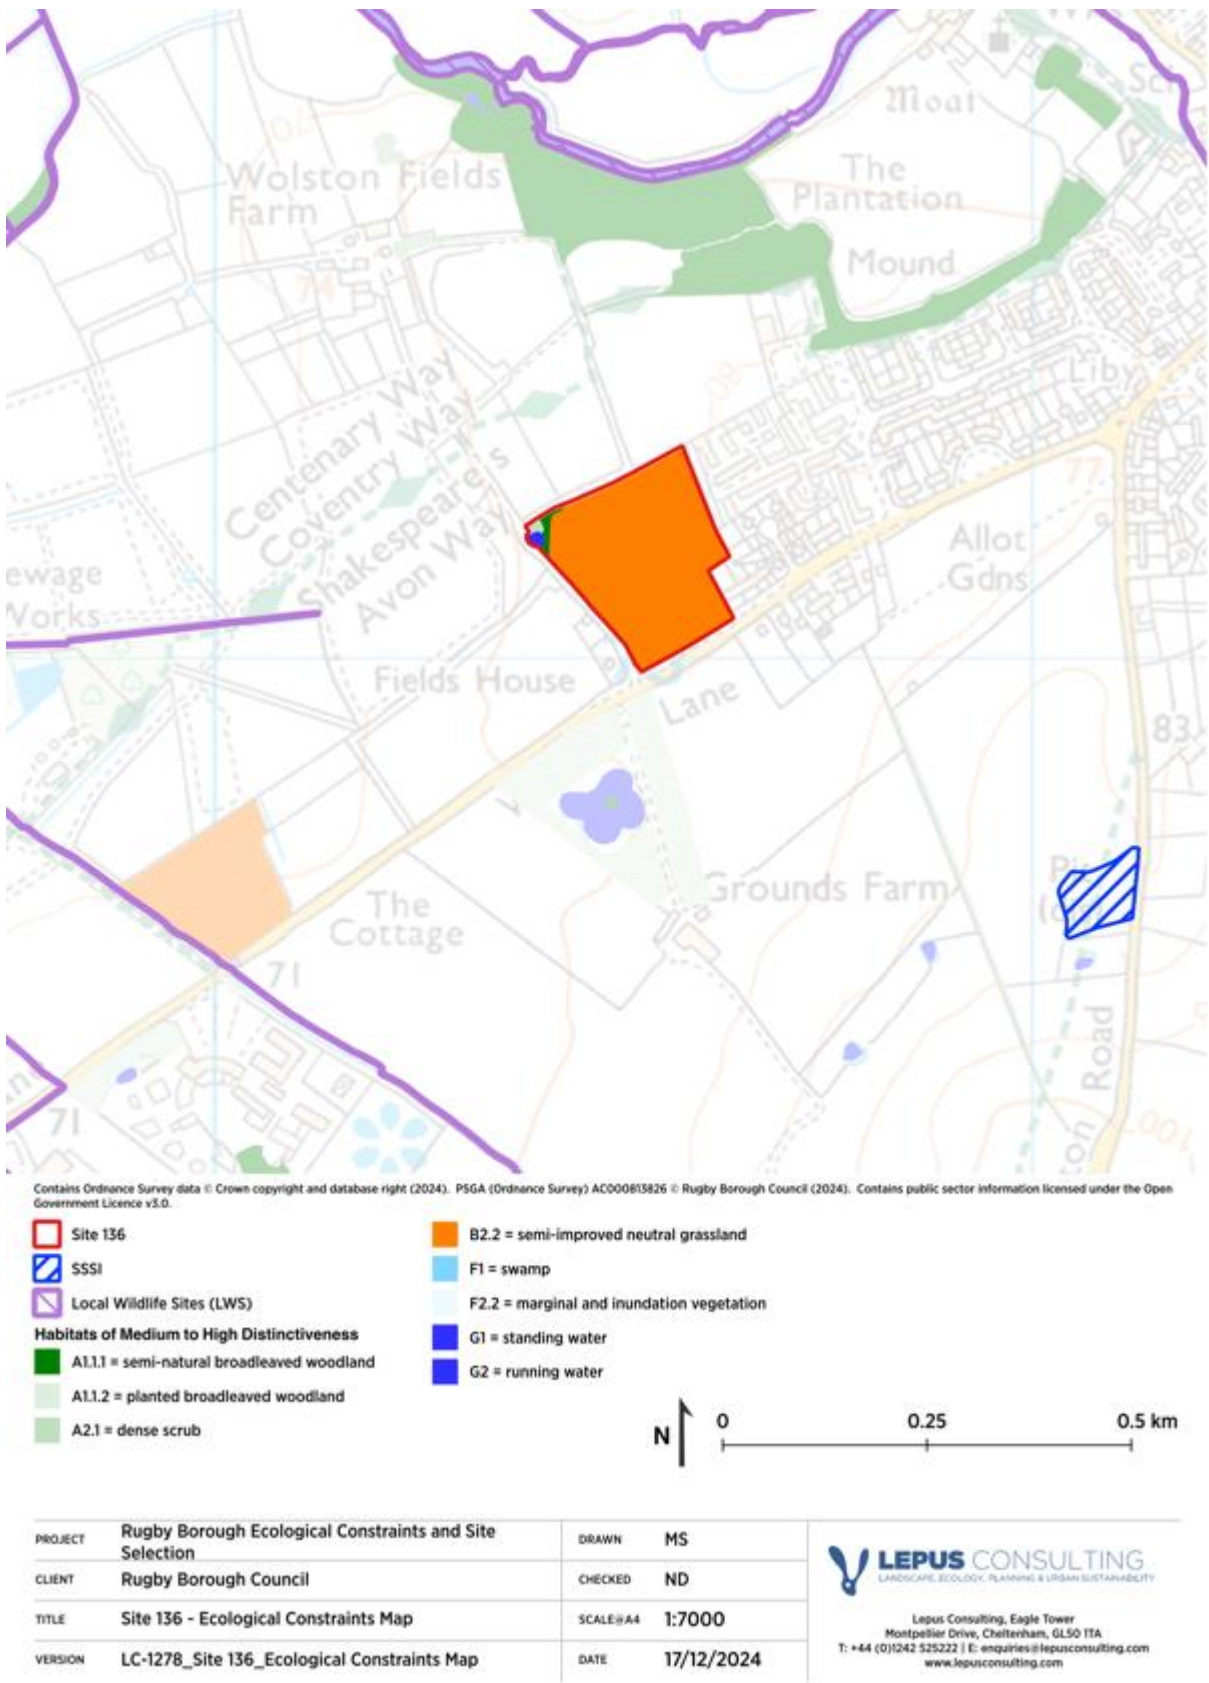 Moat
Wolston Fields
Farm
The
Plantation
Mound
74
70
80
Liby
77
Centenary Way
Coventry Way
Shakespeare's
Avon Way
Allot
Gdns
ewage
Works
Fields House
Lane
83
Grounds Farm
The
Cottage
71
Road
71
100
Contains Ordnance Survey data © Crown copyright and database right (2024). PSGA (Ordnance Survey) AC000813826 © Rugby Borough Council (2024). Contains public sector information licensed under the Open
Government Licence v3.0.
Site 136
SSSI
Local Wildlife Sites (LWS)
Habitats of Medium to High Distinctiveness
A1.1.1 = semi-natural broadleaved woodland
A1.1.2 = planted broadleaved woodland
A2.1 = dense scrub
B2.2 = semi-improved neutral grassland
F1 = swamp
F2.2 = marginal and inundation vegetation
G1 = standing water
G2 = running water
N
0 0.25 0.5 km
PROJECT Rugby Borough Ecological Constraints and Site
Selection
CLIENT Rugby Borough Council
TITLE Site 136 - Ecological Constraints Map
VERSION LC-1278_Site 136_Ecological Constraints Map
DRAWN MS
CHECKED ND
SCALE@A4 1:7000
DATE 17/12/2024
LEPUS CONSULTING
LANDSCAPE, ECOLOGY, PLANNING & URBAN SUSTAINABILITY
Lepus Consulting, Eagle Tower
Montpellier Drive, Cheltenham, GL50 1TA
T: +44 (0)1242 525222 | E: enquiries@lepusconsulting.com
www.lepusconsulting.com